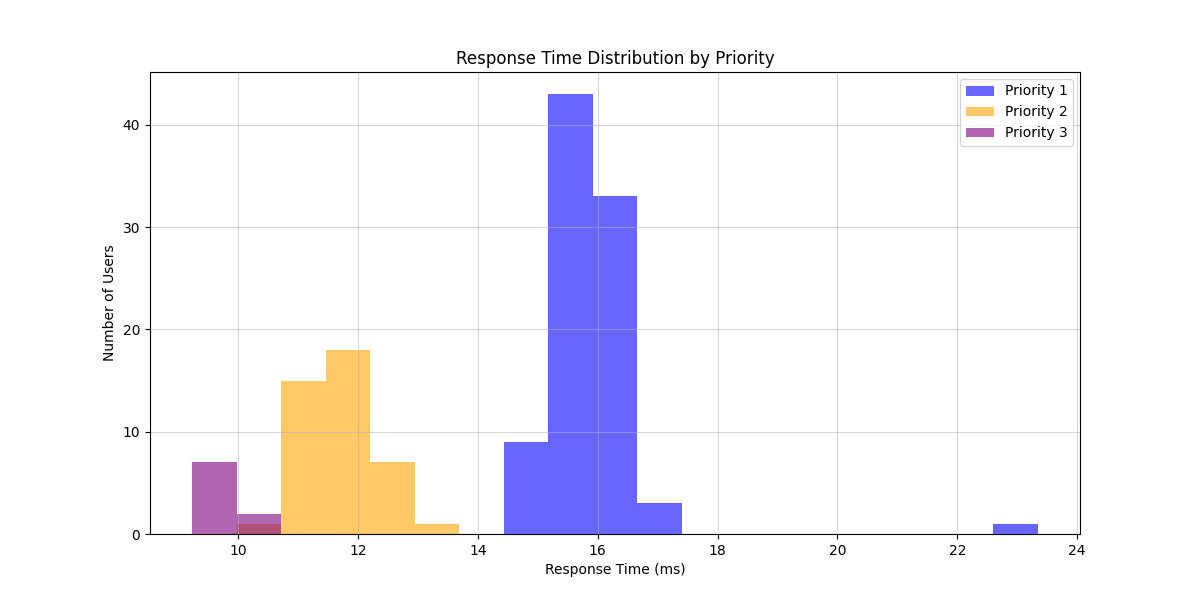 Response Time Distribution by Priority
Priority 1
Priority 2
Priority 3
Number of Users
40
30
20
10
0
10 12 14 16 18 20 22 24
Response Time (ms)